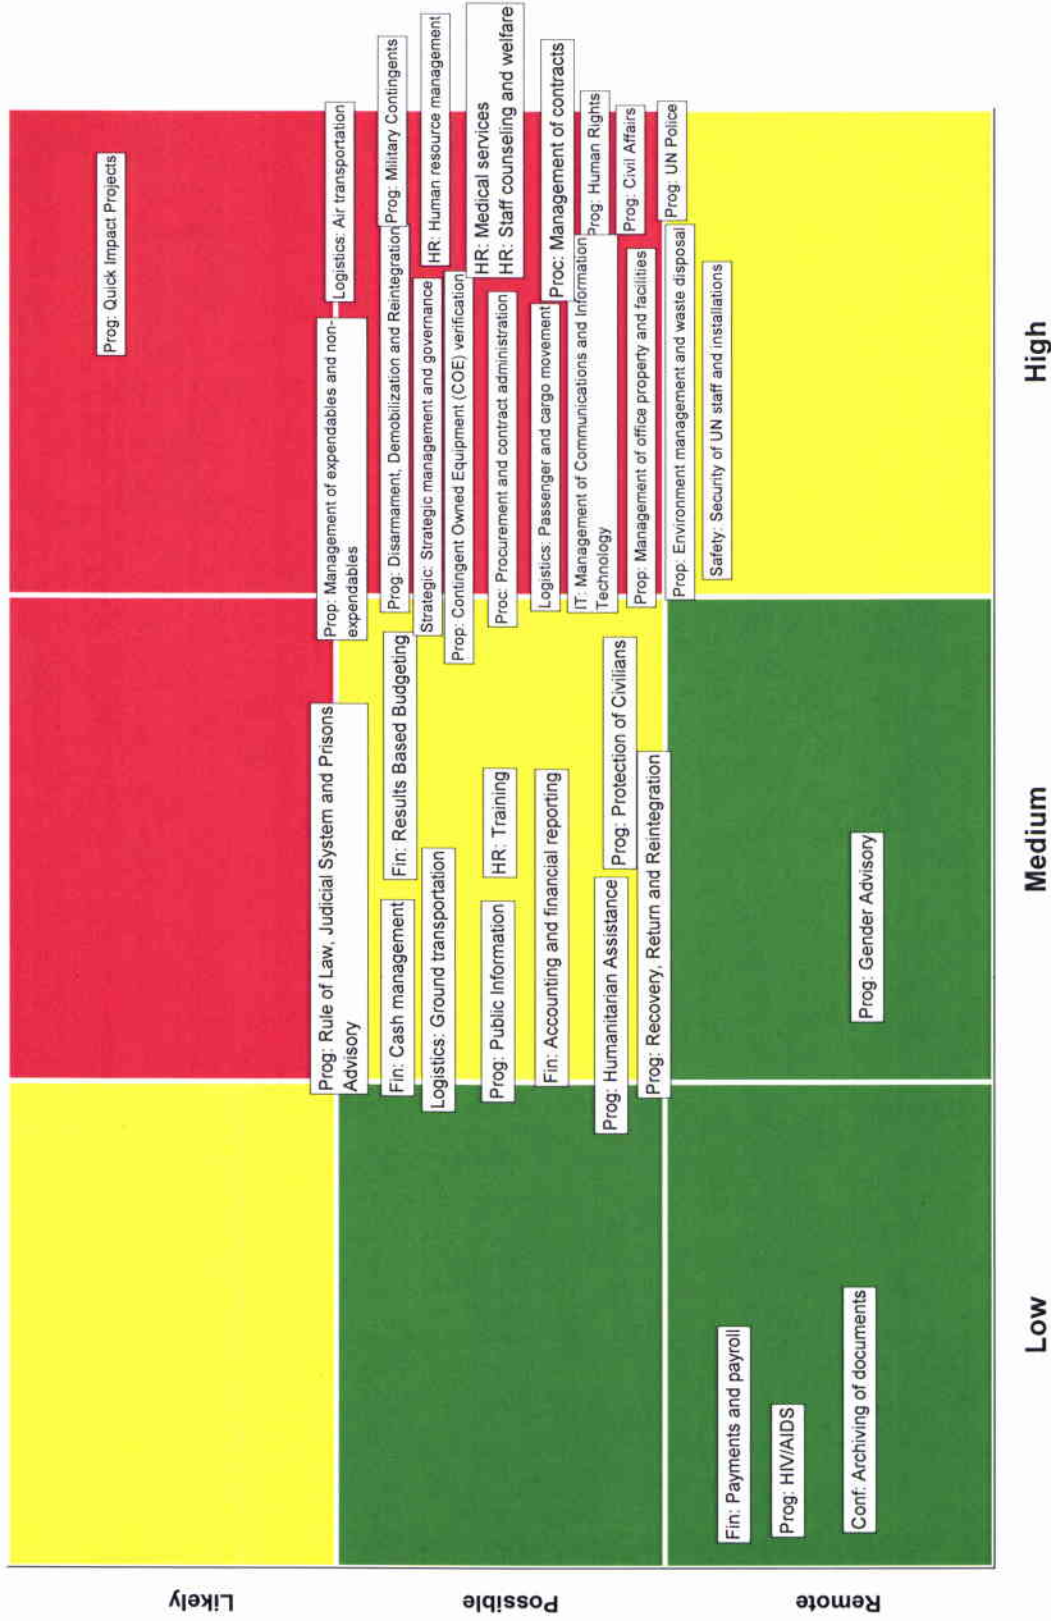 Likely
Possible
Remote
Prog: Quick Impact Projects
Logistics: Air transportation
Prop: Management of expendables and non-
expendables
Prog: Rule of Law, Judicial System and Prisons
Advisory
Prog: Military Contingents
Prog: Disarmament, Demobilization and Reintegration
Fin: Results Based Budgeting
Fin: Cash management
HR: Human resource management
Strategic: Strategic management and governance
Logistics: Ground transportation
Prop: Contingent Owned Equipment (COE) verification
HR: Medical services
HR: Staff counseling and welfare
Proc: Procurement and contract administration
HR: Training
Prog: Public Information
Proc: Management of contracts
Logistics: Passenger and cargo movement
Fin: Accounting and financial reporting
Prog: Human Rights
IT: Management of Communications and Information
Technology
Prog: Civil Affairs
Prog: Protection of Civilians
Prog: Humanitarian Assistance
Prop: Management of office property and facilities
Prog: UN Police
Prog: Recovery, Return and Reintegration
Prop: Environment management and waste disposal
Safety: Security of UN staff and installations
Fin: Payments and payroll
Prog: HIV/AIDS
Conf: Archiving of documents
Prog: Gender Advisory
Low
Medium
High